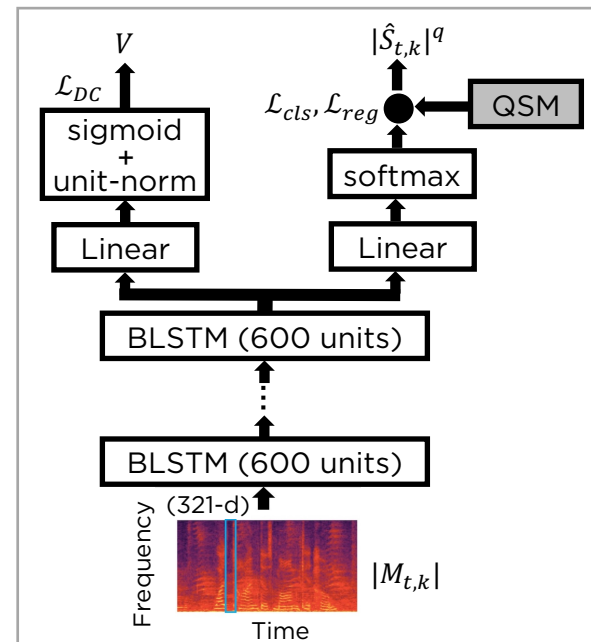 V
|Ŝ_{t,k}|^q
ℒ_{DC}
ℒ_{cls}, ℒ_{reg}
QSM
sigmoid
+
unit-norm
softmax
Linear
Linear
BLSTM (600 units)
BLSTM (600 units)
(321-d)
Frequency
|M_{t,k}|
Time